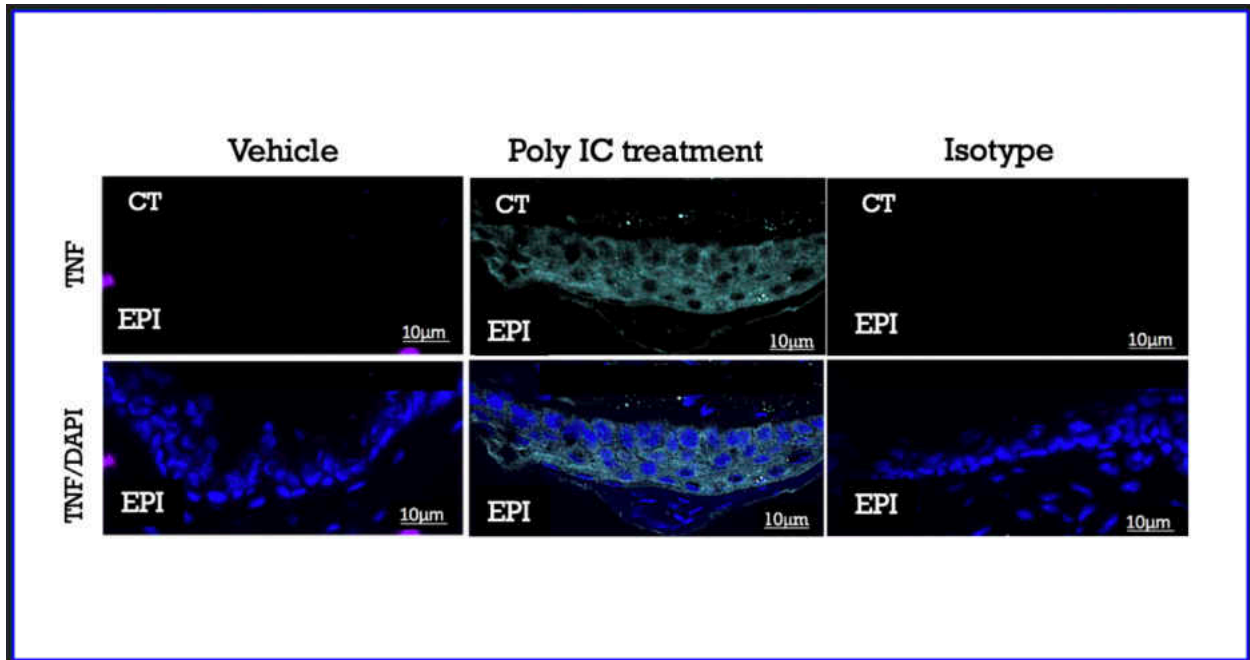 Vehicle Poly IC treatment Isotype
TNF
CT CT CT
EPI EPI EPI
10μm 10μm 10μm
TNF/DAPI
EPI EPI EPI
10μm 10μm 10μm